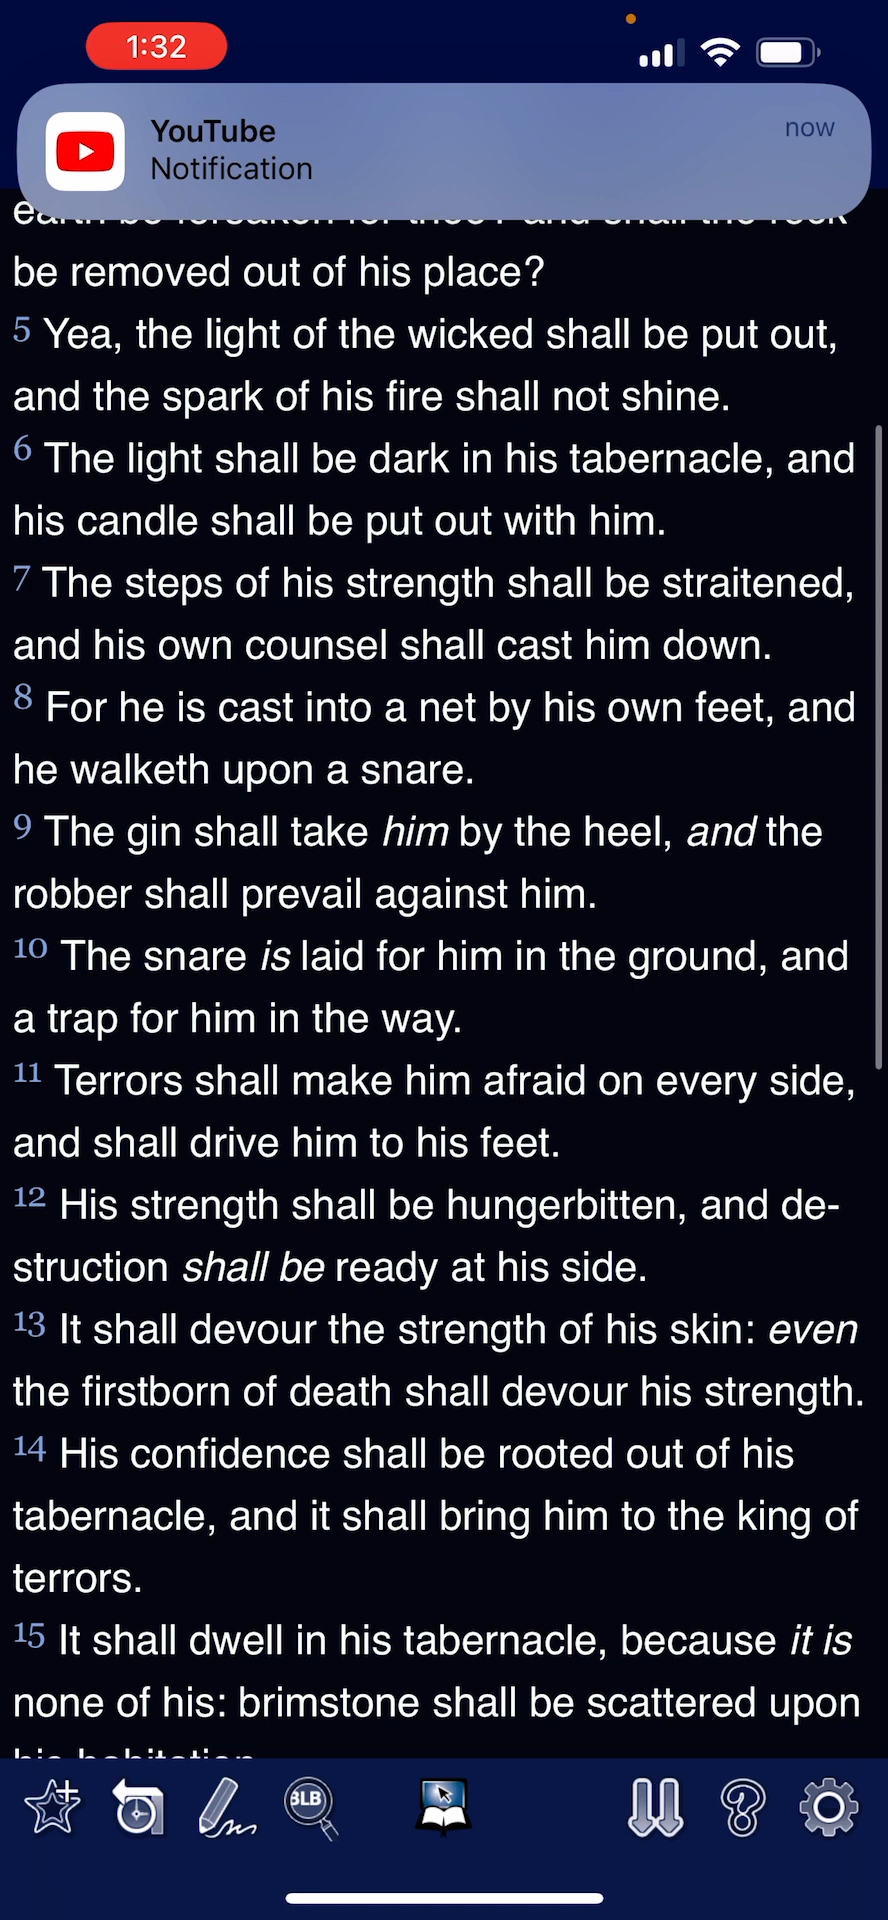 1:32
YouTube
now
Notification
be removed out of his place?
5 Yea, the light of the wicked shall be put out,
and the spark of his fire shall not shine.
6 The light shall be dark in his tabernacle, and
his candle shall be put out with him.
7 The steps of his strength shall be straitened,
and his own counsel shall cast him down.
8 For he is cast into a net by his own feet, and
he walketh upon a snare.
9 The gin shall take him by the heel, and the
robber shall prevail against him.
10 The snare is laid for him in the ground, and
a trap for him in the way.
11 Terrors shall make him afraid on every side,
and shall drive him to his feet.
12 His strength shall be hungerbitten, and de-
struction shall be ready at his side.
13 It shall devour the strength of his skin: even
the firstborn of death shall devour his strength.
14 His confidence shall be rooted out of his
tabernacle, and it shall bring him to the king of
terrors.
15 It shall dwell in his tabernacle, because it is
none of his: brimstone shall be scattered upon
BLB